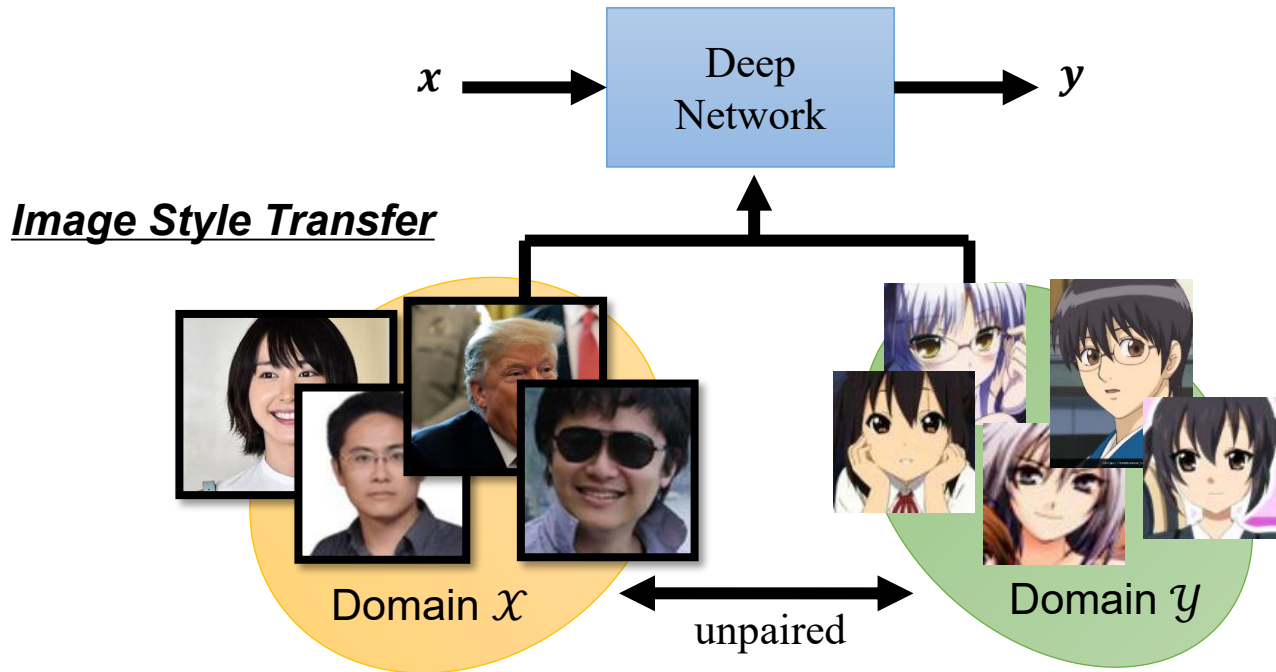 x
Deep
Network
y
Image Style Transfer
Domain 𝒳
unpaired
Domain 𝒴